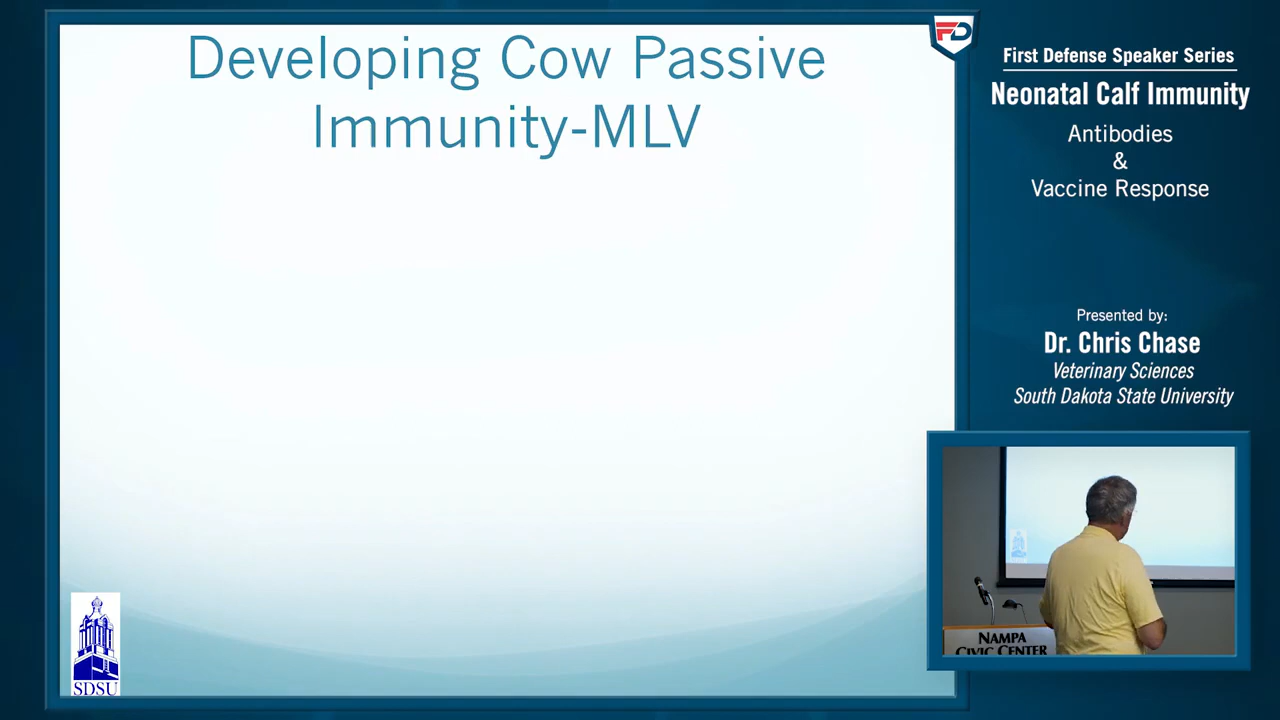 Developing Cow Passive
Immunity-MLV
SDSU
FD
First Defense Speaker Series
Neonatal Calf Immunity
Antibodies
&
Vaccine Response
Presented by:
Dr. Chris Chase
Veterinary Sciences
South Dakota State University
NAMPA
CIVIC CENTER